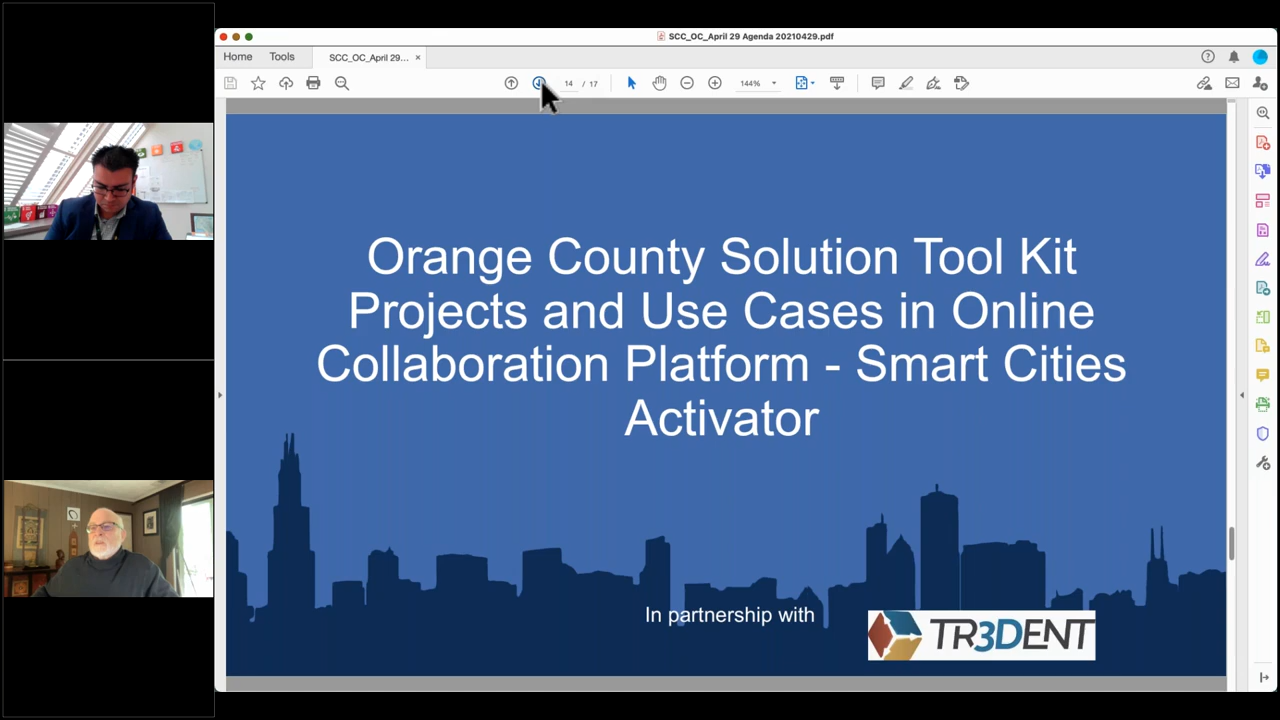 SCC_OC_April 29 Agenda 20210429.pdf
Home Tools SCC_OC_April 29... ×
14 / 17 144%
Orange County Solution Tool Kit
Projects and Use Cases in Online
Collaboration Platform - Smart Cities
Activator
In partnership with
TR3DENT